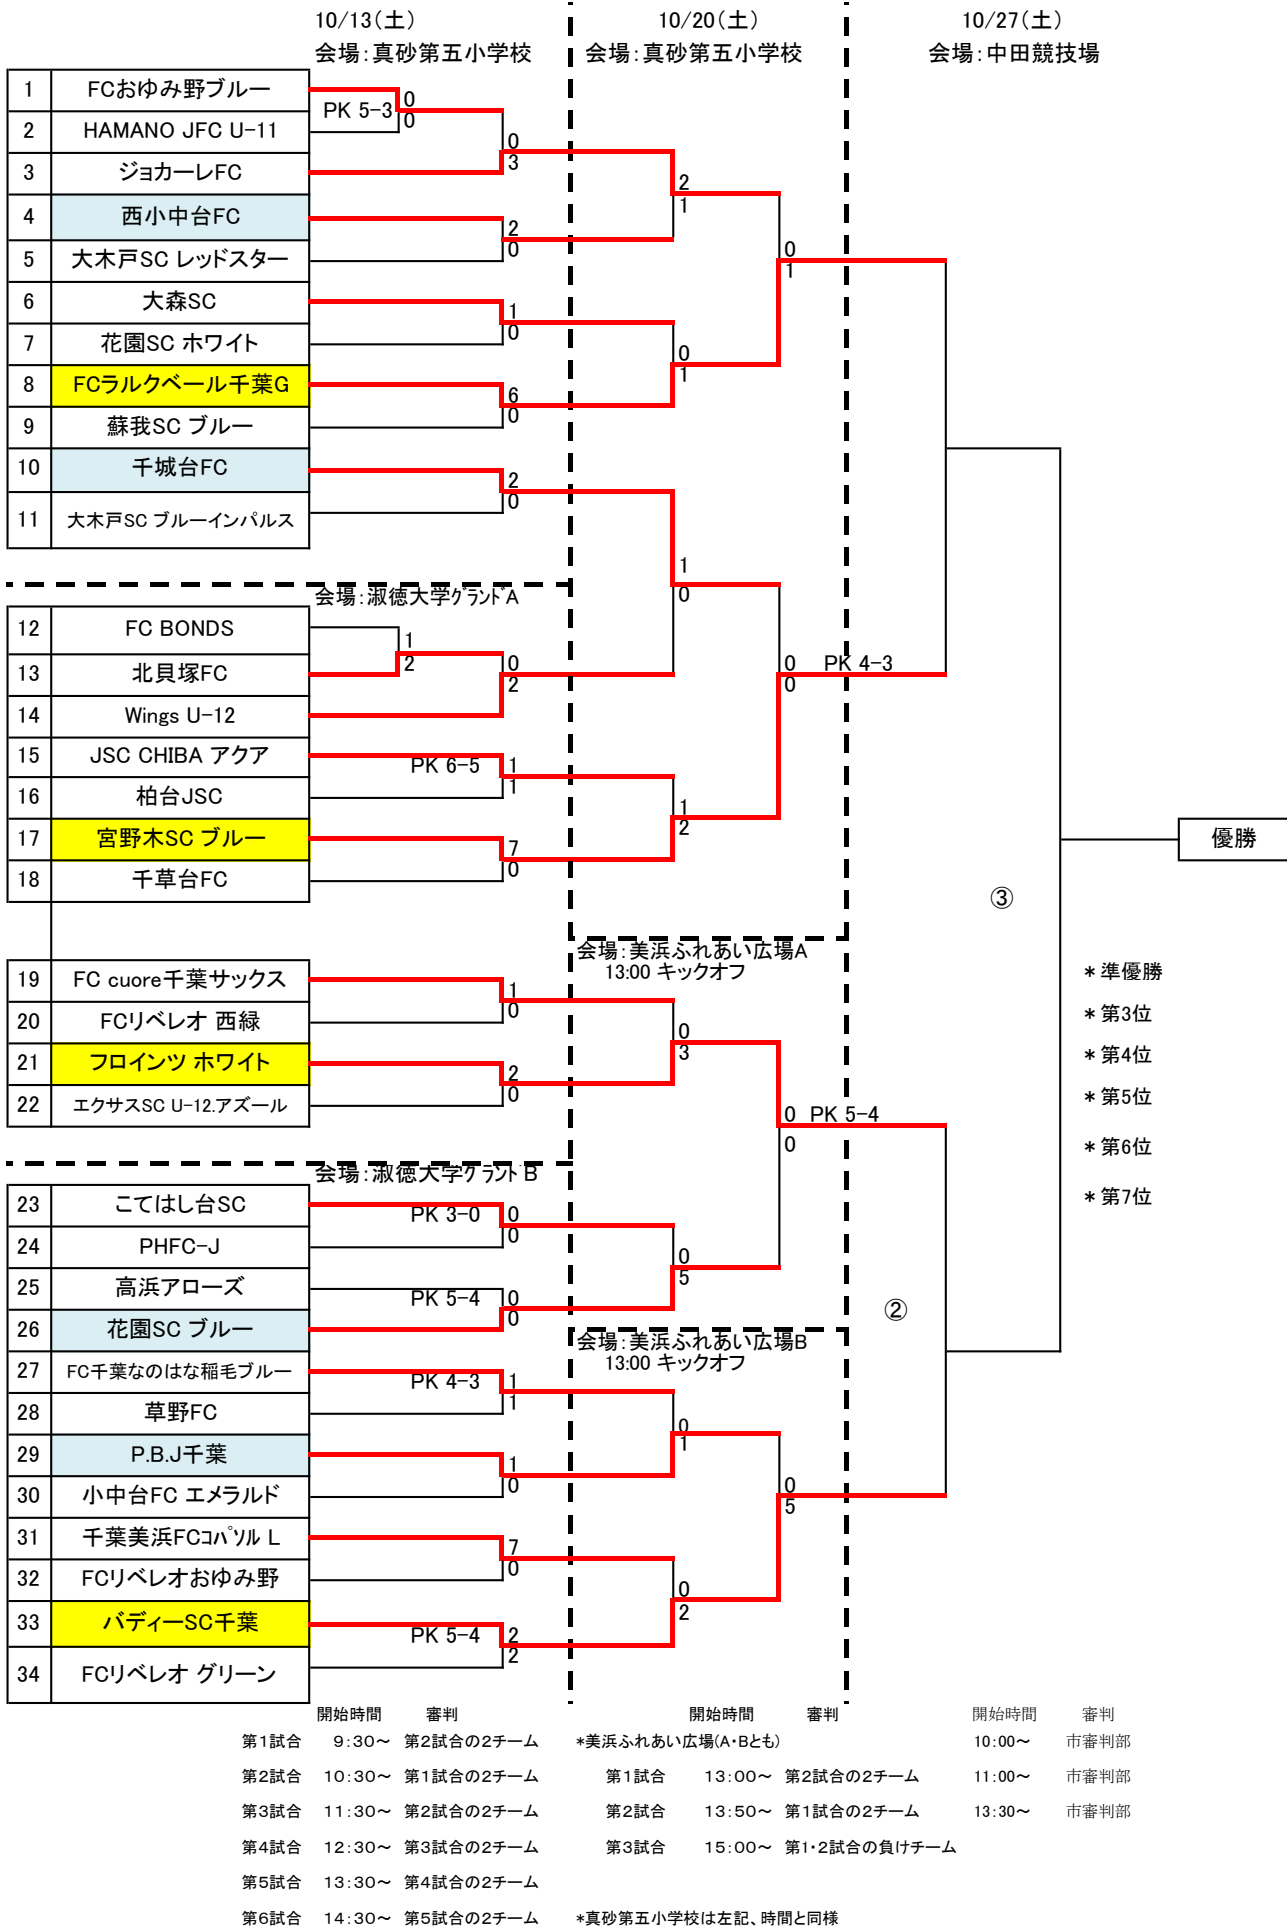 10/13(土) 10/20(土) 10/27(土)
会場:真砂第五小学校 会場:真砂第五小学校 会場:中田競技場
1 FCおゆみ野ブルー
PK 5-3 0
0
2 HAMANO JFC U-11
0
3
3 ジョカーレFC
2
1
4 西小中台FC
2
0
5 大木戸SC レッドスター
0
1
6 大森SC
1
0
7 花園SC ホワイト
0
1
8 FCラルクベール千葉G
6
0
9 蘇我SC ブルー
10 千城台FC
2
0
11 大木戸SC ブルーインパルス
1
0
会場:淑徳大学グランドA
12 FC BONDS
1
2
13 北貝塚FC
0
2
0 PK 4-3
0
14 Wings U-12
15 JSC CHIBA アクア
PK 6-5 1
1
16 柏台JSC
1
2
17 宮野木SC ブルー
7
0
18 千草台FC
優勝
③
会場:美浜ふれあい広場A
13:00 キックオフ
19 FC cuore千葉サックス
1
0
20 FCリベレオ 西緑
0
3
21 フロインツ ホワイト
2
0
22 エクサスSC U-12.アズール
0 PK 5-4
0
*準優勝
*第3位
*第4位
*第5位
*第6位
*第7位
会場:淑徳大学グランドB
23 こてはし台SC
PK 3-0 0
0
24 PHFC-J
0
5
25 高浜アローズ
PK 5-4 0
0
26 花園SC ブルー
②
会場:美浜ふれあい広場B
13:00 キックオフ
27 FC千葉なのはな稲毛ブルー
PK 4-3 1
1
28 草野FC
0
1
29 P.B.J千葉
1
0
30 小中台FC エメラルド
0
5
31 千葉美浜FCコパソル L
7
0
32 FCリベレオおゆみ野
0
2
33 バディーSC千葉
PK 5-4 2
2
34 FCリベレオ グリーン
開始時間 審判 開始時間 審判 開始時間 審判
第1試合 9:30~ 第2試合の2チーム *美浜ふれあい広場(A・Bとも) 10:00~ 市審判部
第2試合 10:30~ 第1試合の2チーム 第1試合 13:00~ 第2試合の2チーム 11:00~ 市審判部
第3試合 11:30~ 第2試合の2チーム 第2試合 13:50~ 第1試合の2チーム 13:30~ 市審判部
第4試合 12:30~ 第3試合の2チーム 第3試合 15:00~ 第1・2試合の負けチーム
第5試合 13:30~ 第4試合の2チーム
第6試合 14:30~ 第5試合の2チーム *真砂第五小学校は左記、時間と同様